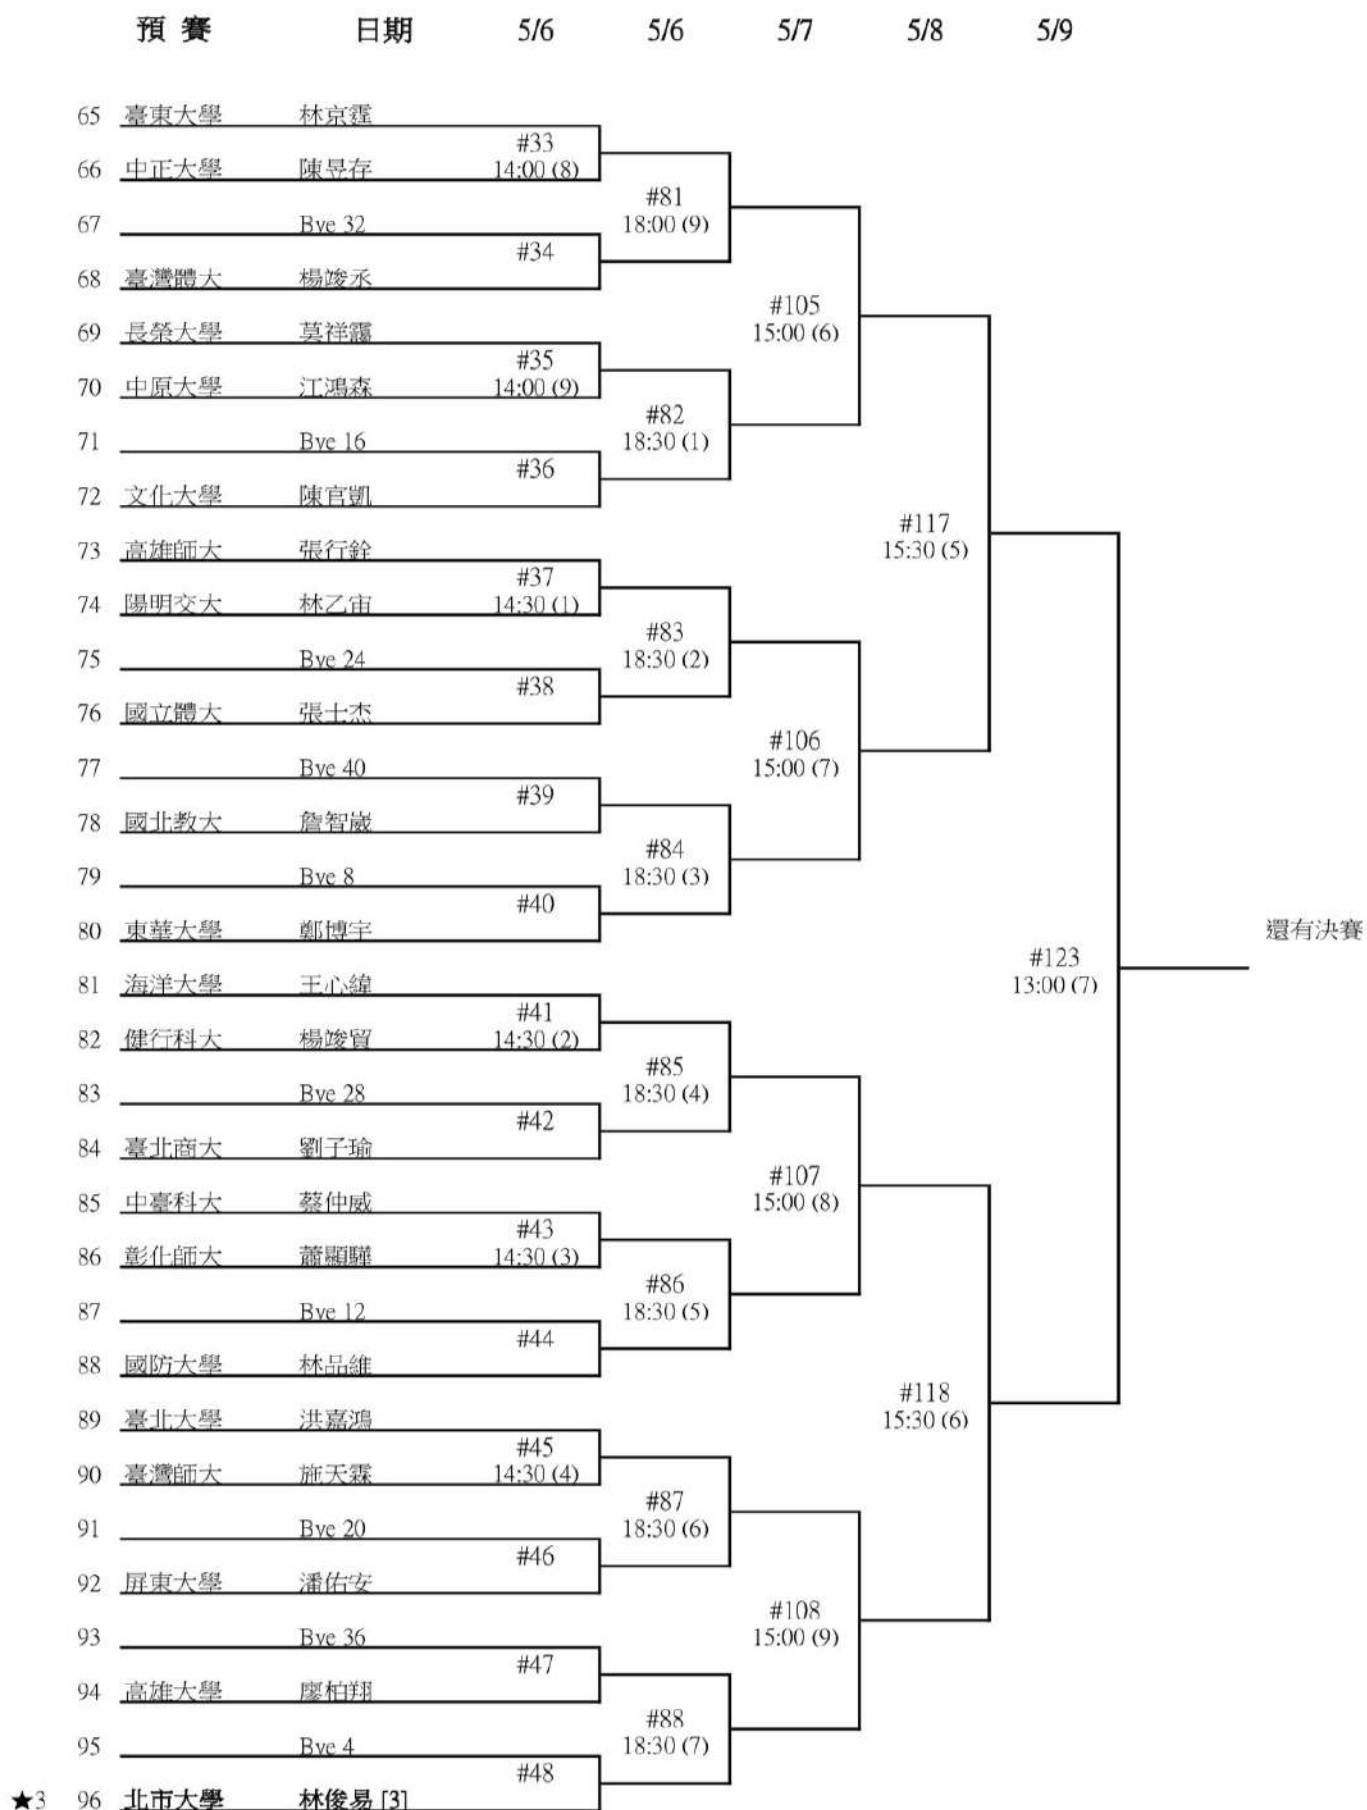 預 賽 日期 5/6 5/6 5/7 5/8 5/9
65 臺東大學 林京霆
#33
66 中正大學 陳昱存 14:00 (8)
#81
67 Bye 32 18:00 (9)
#34
68 臺灣體大 楊竣丞
#105
69 長榮大學 莫祥靄 15:00 (6)
#35
70 中原大學 江鴻森 14:00 (9)
#82
71 Bye 16 18:30 (1)
#36
72 文化大學 陳官凱
#117
73 高雄師大 張行銓 15:30 (5)
#37
74 陽明交大 林乙宙 14:30 (1)
#83
75 Bye 24 18:30 (2)
#38
76 國立體大 張士杰
#106
77 Bye 40 15:00 (7)
#39
78 國北教大 詹智崴
#84
79 Bye 8 18:30 (3)
#40
80 東華大學 鄭博宇 還有決賽
#123
81 海洋大學 王心緯 13:00 (7)
#41
82 健行科大 楊竣貿 14:30 (2)
#85
83 Bye 28 18:30 (4)
#42
84 臺北商大 劉子瑜
#107
85 中臺科大 蔡仲威 15:00 (8)
#43
86 彰化師大 蕭顯驊 14:30 (3)
#86
87 Bye 12 18:30 (5)
#44
88 國防大學 林品維
#118
89 臺北大學 洪嘉鴻 15:30 (6)
#45
90 臺灣師大 施天霖 14:30 (4)
#87
91 Bye 20 18:30 (6)
#46
92 屏東大學 潘佑安
#108
93 Bye 36 15:00 (9)
#47
94 高雄大學 廖柏翔
#88
95 Bye 4 18:30 (7)
#48
★3 96 北市大學 林俊易 [3]